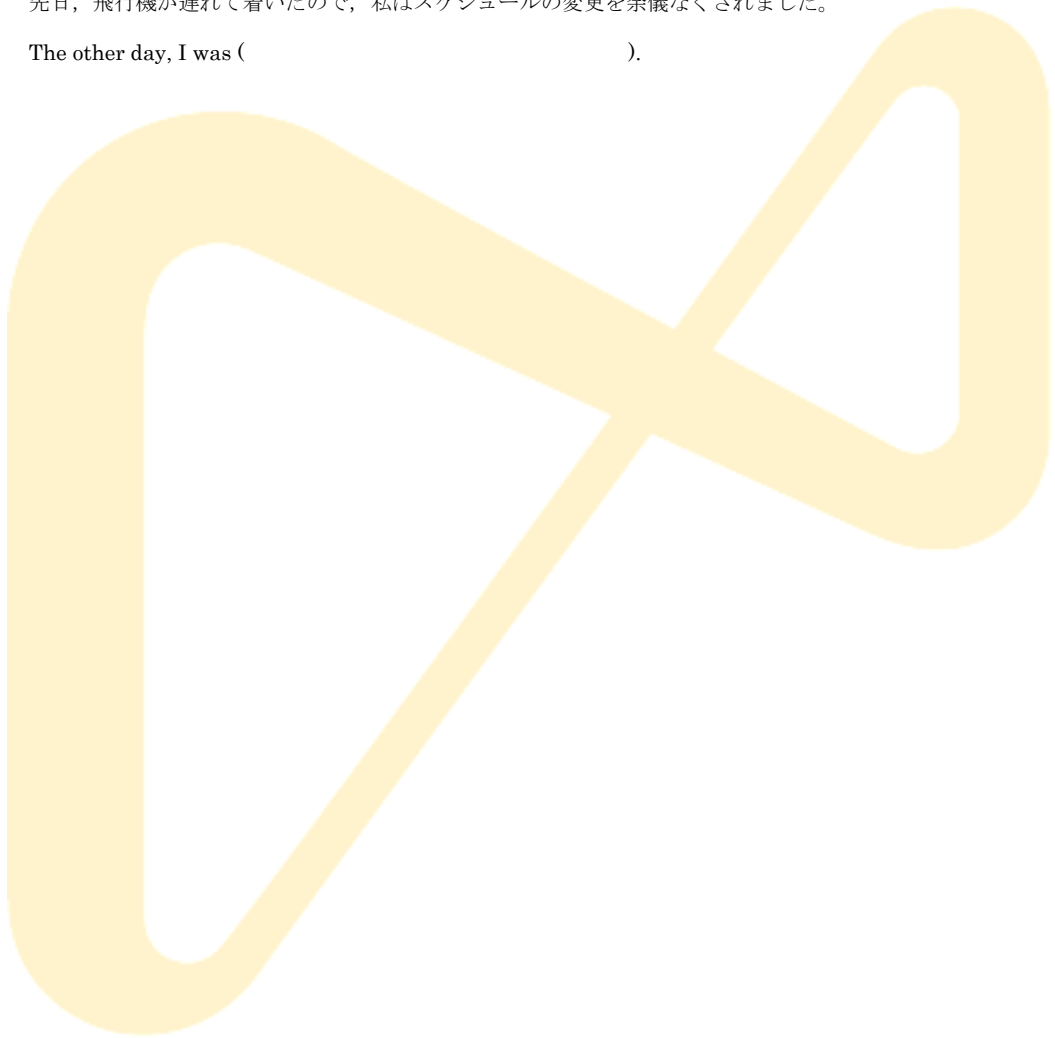 先日，飛行機が遅れて着いたので，私はスケジュールの変更を余儀なくされました。
The other day, I was ( ).